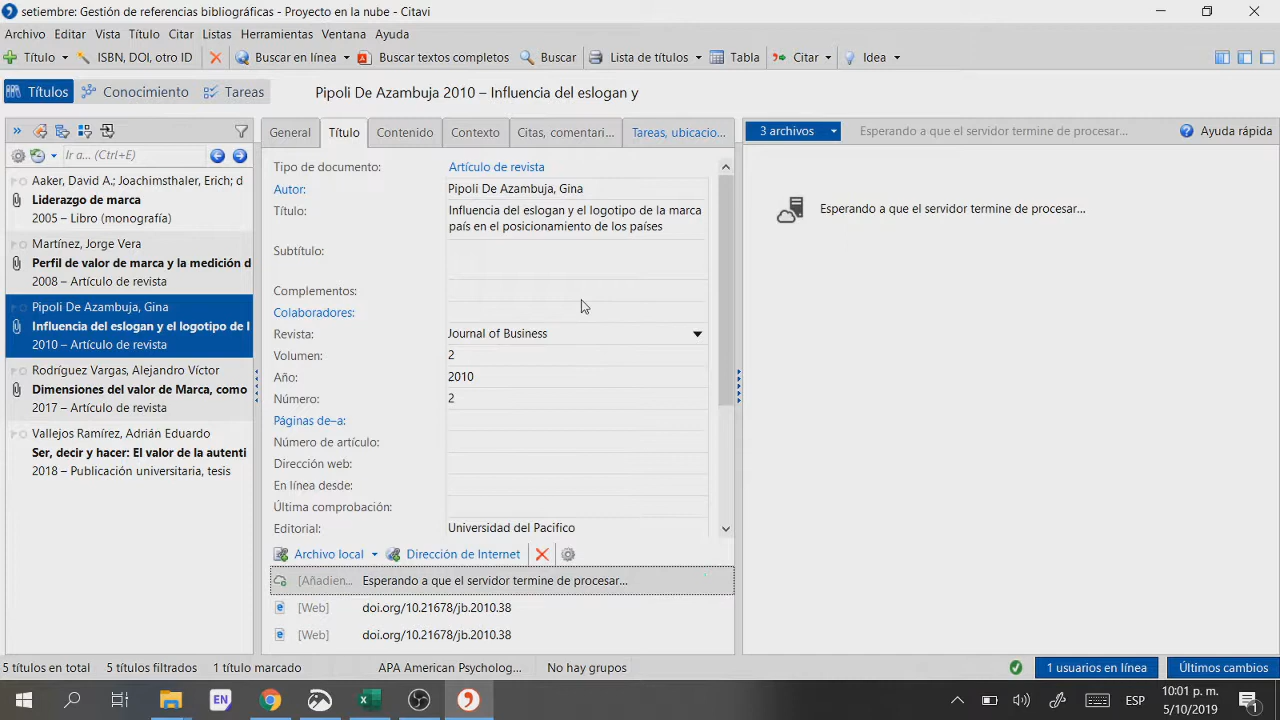 setiembre: Gestión de referencias bibliográficas - Proyecto en la nube - Citavi
Archivo Editar Vista Título Citar Listas Herramientas Ventana Ayuda
Título ISBN, DOI, otro ID Buscar en línea Buscar textos completos Buscar Lista de títulos Tabla Citar Idea
Títulos Conocimiento Tareas
Pipoli De Azambuja 2010 – Influencia del eslogan y
Ir a... (Ctrl+E)
Aaker, David A.; Joachimsthaler, Erich; d
Liderazgo de marca
2005 – Libro (monografía)
Martínez, Jorge Vera
Perfil de valor de marca y la medición d
2008 – Artículo de revista
Pipoli De Azambuja, Gina
Influencia del eslogan y el logotipo de l
2010 – Artículo de revista
Rodríguez Vargas, Alejandro Víctor
Dimensiones del valor de Marca, como
2017 – Artículo de revista
Vallejos Ramírez, Adrián Eduardo
Ser, decir y hacer: El valor de la autenti
2018 – Publicación universitaria, tesis
General Título Contenido Contexto Citas, comentari... Tareas, ubicacio...
Tipo de documento: Artículo de revista
Autor: Pipoli De Azambuja, Gina
Título: Influencia del eslogan y el logotipo de la marca
país en el posicionamiento de los países
Subtítulo:
Complementos:
Colaboradores:
Revista: Journal of Business
Volumen: 2
Año: 2010
Número: 2
Páginas de–a:
Número de artículo:
Dirección web:
En línea desde:
Última comprobación:
Editorial: Universidad del Pacifico
Archivo local Dirección de Internet
[Añadien... Esperando a que el servidor termine de procesar...
[Web] doi.org/10.21678/jb.2010.38
[Web] doi.org/10.21678/jb.2010.38
3 archivos Esperando a que el servidor termine de procesar... Ayuda rápida
Esperando a que el servidor termine de procesar...
5 títulos en total 5 títulos filtrados 1 título marcado APA American Psycholog... No hay grupos 1 usuarios en línea Últimos cambios
EN
ESP
10:01 p. m.
5/10/2019
1